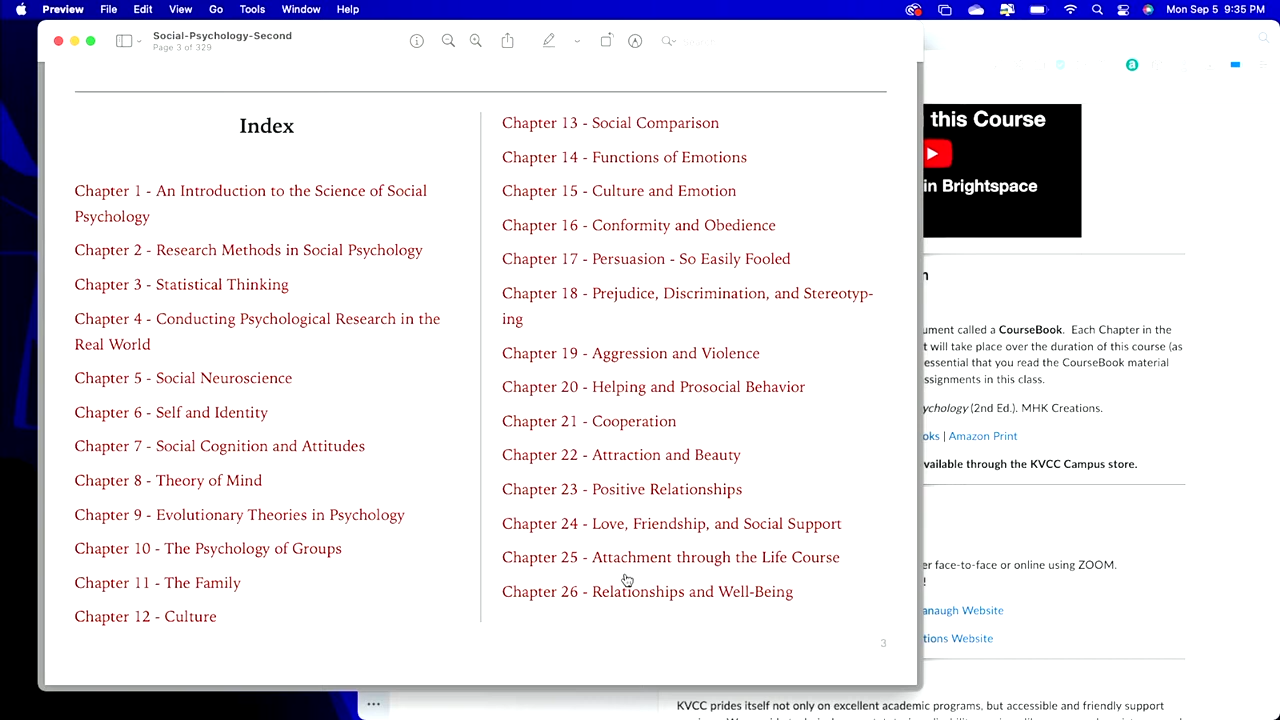 Preview File Edit View Go Tools Window Help Mon Sep 5 9:35 PM
Social-Psychology-Second
Page 3 of 329
Index
Chapter 1 - An Introduction to the Science of Social
Psychology
Chapter 2 - Research Methods in Social Psychology
Chapter 3 - Statistical Thinking
Chapter 4 - Conducting Psychological Research in the
Real World
Chapter 5 - Social Neuroscience
Chapter 6 - Self and Identity
Chapter 7 - Social Cognition and Attitudes
Chapter 8 - Theory of Mind
Chapter 9 - Evolutionary Theories in Psychology
Chapter 10 - The Psychology of Groups
Chapter 11 - The Family
Chapter 12 - Culture
Chapter 13 - Social Comparison
Chapter 14 - Functions of Emotions
Chapter 15 - Culture and Emotion
Chapter 16 - Conformity and Obedience
Chapter 17 - Persuasion - So Easily Fooled
Chapter 18 - Prejudice, Discrimination, and Stereotyp-
ing
Chapter 19 - Aggression and Violence
Chapter 20 - Helping and Prosocial Behavior
Chapter 21 - Cooperation
Chapter 22 - Attraction and Beauty
Chapter 23 - Positive Relationships
Chapter 24 - Love, Friendship, and Social Support
Chapter 25 - Attachment through the Life Course
Chapter 26 - Relationships and Well-Being
3
this Course
in Brightspace
ument called a CourseBook. Each Chapter in the
t will take place over the duration of this course (as
essential that you read the CourseBook material
ssignments in this class.
ychology (2nd Ed.). MHK Creations.
oks | Amazon Print
vailable through the KVCC Campus store.
er face-to-face or online using ZOOM.
!
anaugh Website
tions Website
KVCC prides itself not only on excellent academic programs, but accessible and friendly support